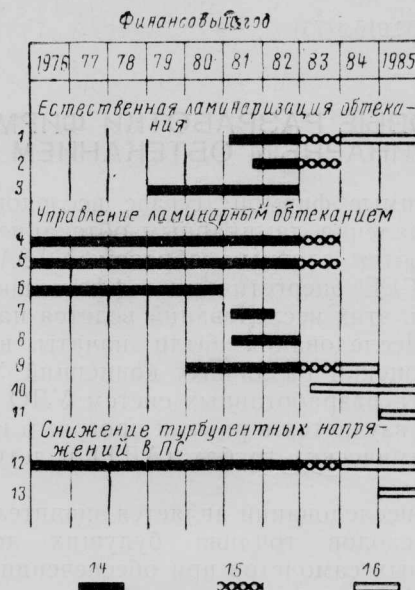 Финансовый год
1976 77 78 79 80 81 82 83 84 1985
Естественная ламинаризация обтека-
ния
1
2
3
Управление ламинарным обтеканием
4
5
6
7
8
9
10
11
Снижение турбулентных напря-
жений в ПС
12
13
14 15 16